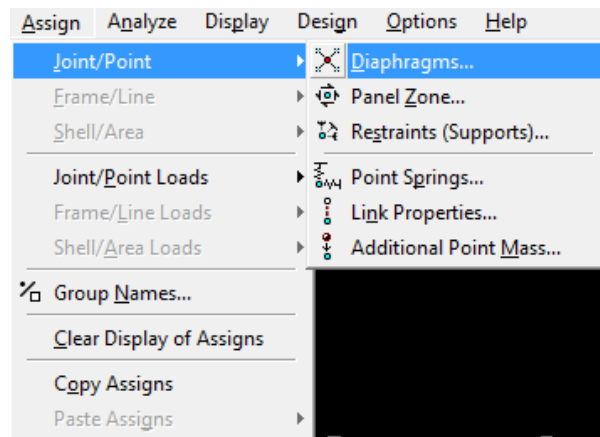 Assign Analyze Display Design Options Help
Joint/Point
Diaphragms...
Frame/Line
Panel Zone...
Shell/Area
Restraints (Supports)...
Joint/Point Loads
Point Springs...
Frame/Line Loads
Link Properties...
Shell/Area Loads
Additional Point Mass...
Group Names...
Clear Display of Assigns
Copy Assigns
Paste Assigns